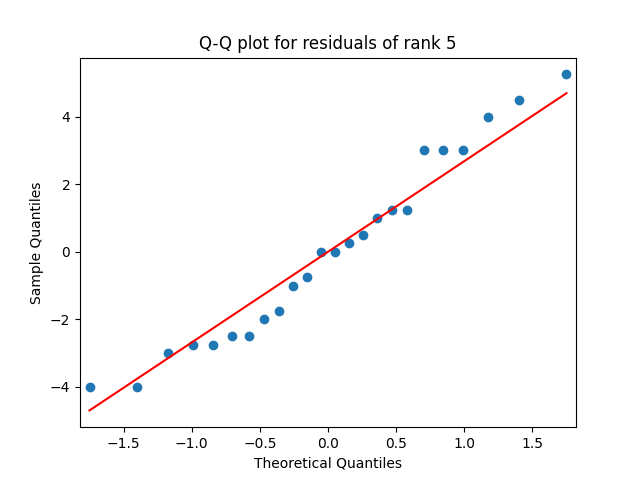 Q-Q plot for residuals of rank 5
Sample Quantiles
4
2
0
−2
−4
−1.5 −1.0 −0.5 0.0 0.5 1.0 1.5
Theoretical Quantiles